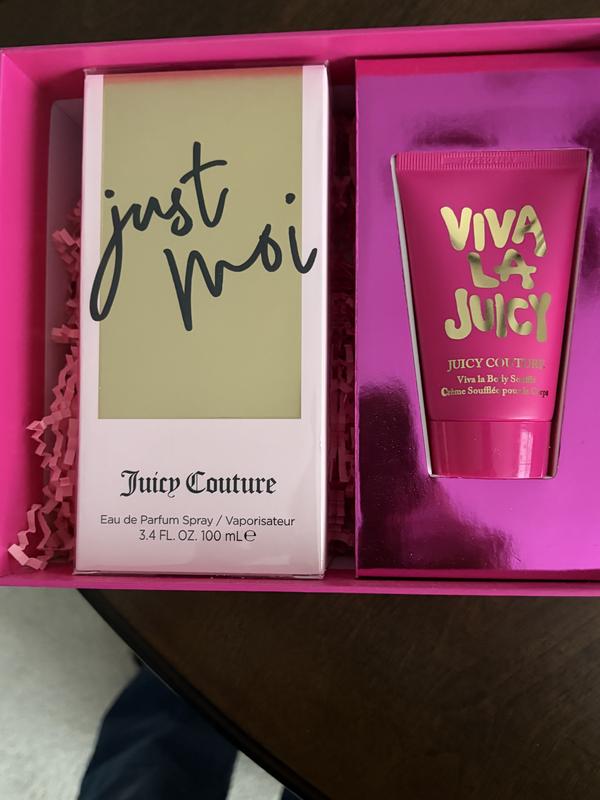 just
moi
Juicy Couture
Eau de Parfum Spray / Vaporisateur
3.4 FL. OZ. 100 mL℮
VIVA
LA
JUICY
JUICY COUTURE
Viva la Body Soufflé
Crème Soufflée pour le Corps